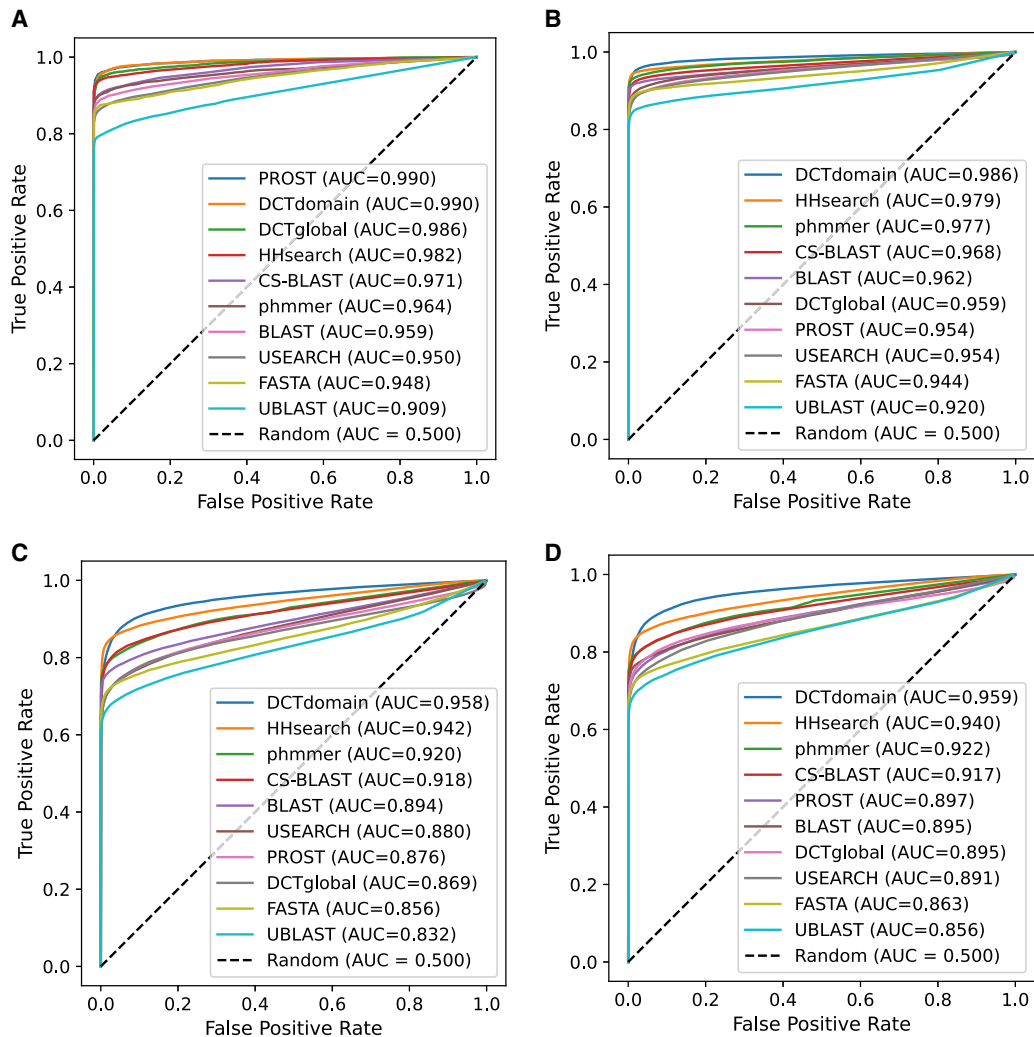 A
True Positive Rate
1.0
0.8
0.6
0.4
0.2
0.0
PROST (AUC=0.990)
DCTdomain (AUC=0.990)
DCTglobal (AUC=0.986)
HHsearch (AUC=0.982)
CS-BLAST (AUC=0.971)
phmmer (AUC=0.964)
BLAST (AUC=0.959)
USEARCH (AUC=0.950)
FASTA (AUC=0.948)
UBLAST (AUC=0.909)
Random (AUC = 0.500)
0.0 0.2 0.4 0.6 0.8 1.0
False Positive Rate
B
True Positive Rate
1.0
0.8
0.6
0.4
0.2
0.0
DCTdomain (AUC=0.986)
HHsearch (AUC=0.979)
phmmer (AUC=0.977)
CS-BLAST (AUC=0.968)
BLAST (AUC=0.962)
DCTglobal (AUC=0.959)
PROST (AUC=0.954)
USEARCH (AUC=0.954)
FASTA (AUC=0.944)
UBLAST (AUC=0.920)
Random (AUC = 0.500)
0.0 0.2 0.4 0.6 0.8 1.0
False Positive Rate
C
True Positive Rate
1.0
0.8
0.6
0.4
0.2
0.0
DCTdomain (AUC=0.958)
HHsearch (AUC=0.942)
phmmer (AUC=0.920)
CS-BLAST (AUC=0.918)
BLAST (AUC=0.894)
USEARCH (AUC=0.880)
PROST (AUC=0.876)
DCTglobal (AUC=0.869)
FASTA (AUC=0.856)
UBLAST (AUC=0.832)
Random (AUC = 0.500)
0.0 0.2 0.4 0.6 0.8 1.0
False Positive Rate
D
True Positive Rate
1.0
0.8
0.6
0.4
0.2
0.0
DCTdomain (AUC=0.959)
HHsearch (AUC=0.940)
phmmer (AUC=0.922)
CS-BLAST (AUC=0.917)
PROST (AUC=0.897)
BLAST (AUC=0.895)
DCTglobal (AUC=0.895)
USEARCH (AUC=0.891)
FASTA (AUC=0.863)
UBLAST (AUC=0.856)
Random (AUC = 0.500)
0.0 0.2 0.4 0.6 0.8 1.0
False Positive Rate